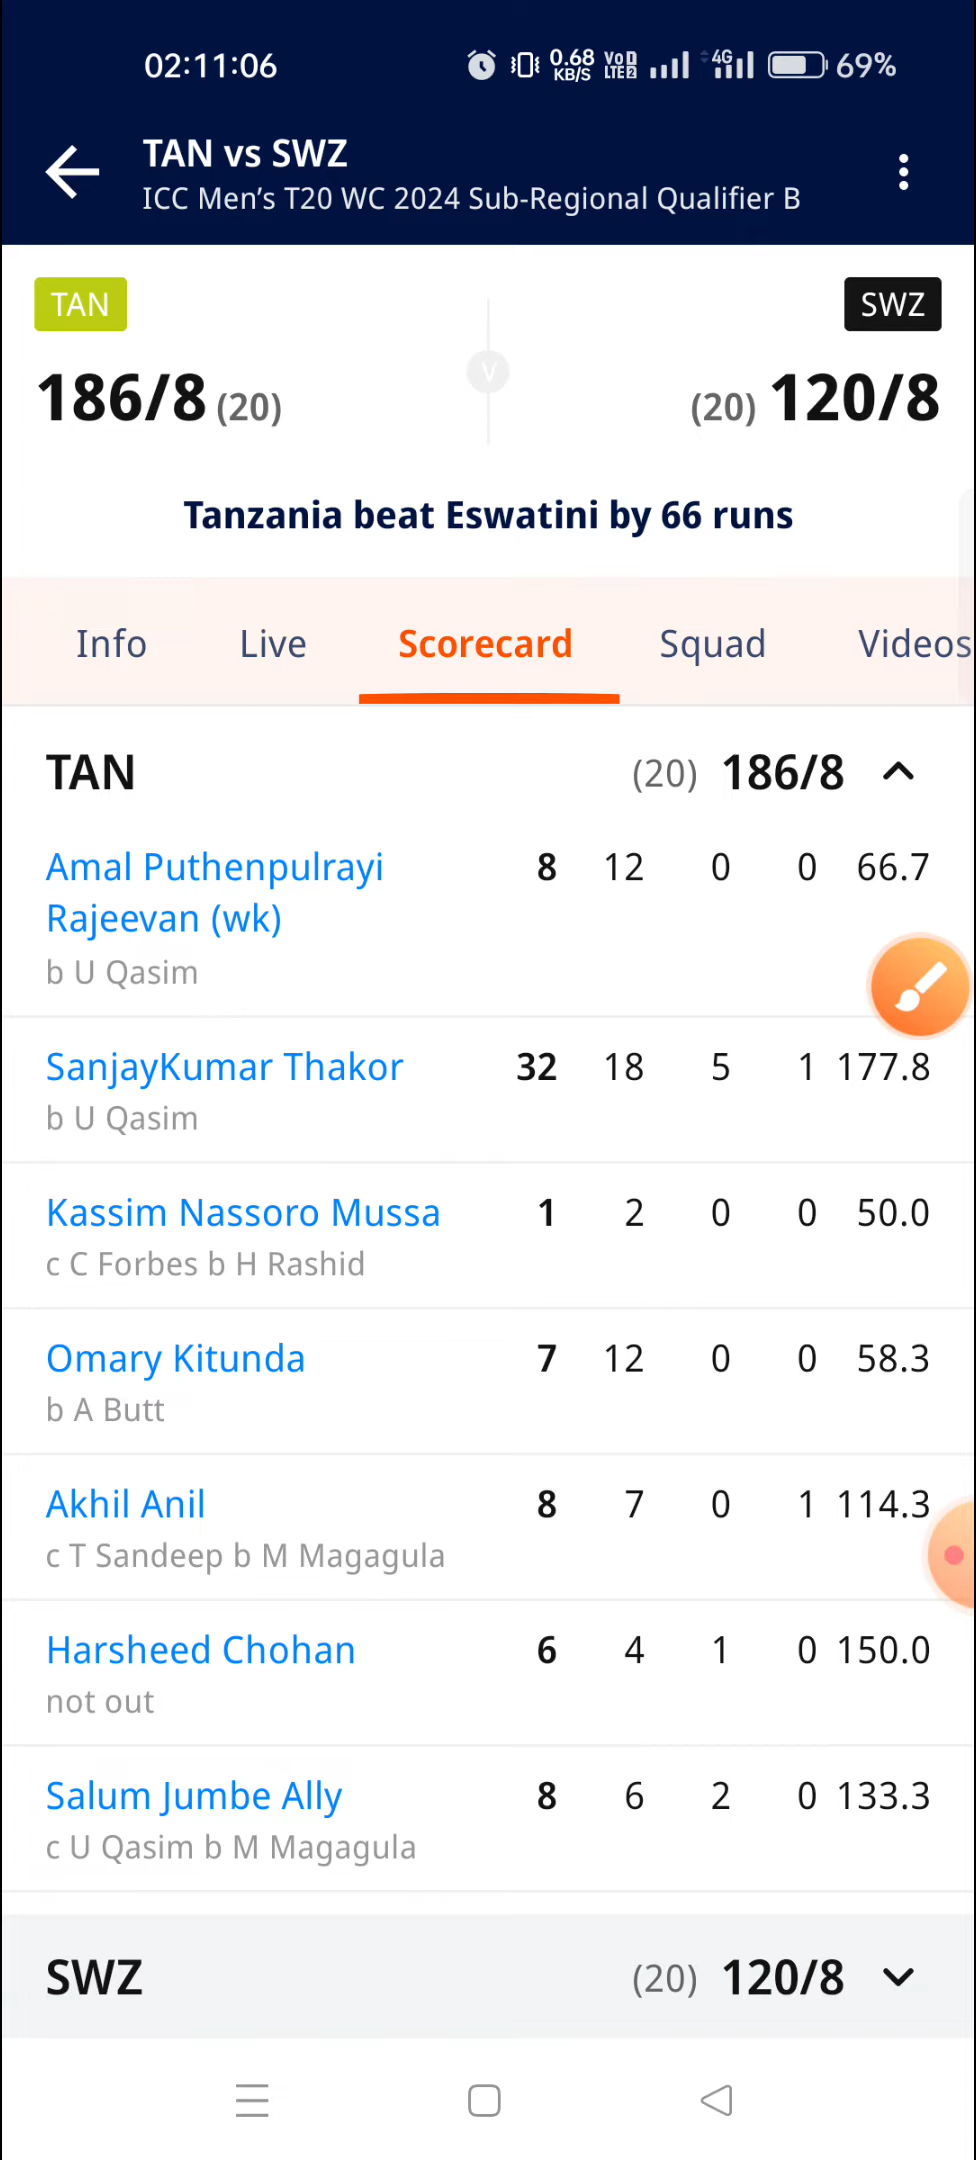 02:11:06 0.68 KB/S VoD LTE2 4G 69%
TAN vs SWZ
ICC Men’s T20 WC 2024 Sub-Regional Qualifier B
TAN SWZ
186/8 (20) V (20) 120/8
Tanzania beat Eswatini by 66 runs
Info Live Scorecard Squad Videos
TAN (20) 186/8
Amal Puthenpulrayi 8 12 0 0 66.7
Rajeevan (wk)
b U Qasim
SanjayKumar Thakor 32 18 5 1 177.8
b U Qasim
Kassim Nassoro Mussa 1 2 0 0 50.0
c C Forbes b H Rashid
Omary Kitunda 7 12 0 0 58.3
b A Butt
Akhil Anil 8 7 0 1 114.3
c T Sandeep b M Magagula
Harsheed Chohan 6 4 1 0 150.0
not out
Salum Jumbe Ally 8 6 2 0 133.3
c U Qasim b M Magagula
SWZ (20) 120/8